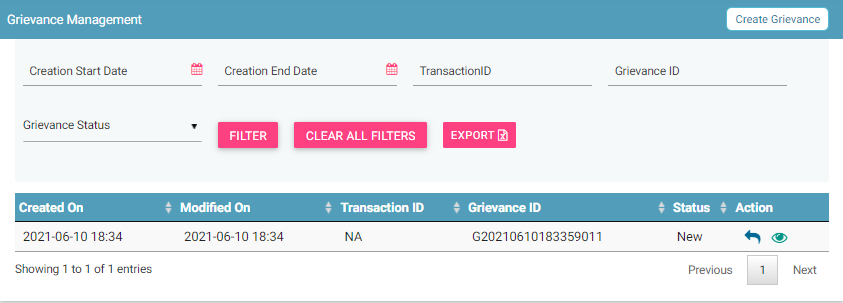 Grievance Management Create Grievance
Creation Start Date Creation End Date TransactionID Grievance ID
Grievance Status FILTER CLEAR ALL FILTERS EXPORT
Created On Modified On Transaction ID Grievance ID Status Action
2021-06-10 18:34 2021-06-10 18:34 NA G20210610183359011 New
Showing 1 to 1 of 1 entries Previous 1 Next